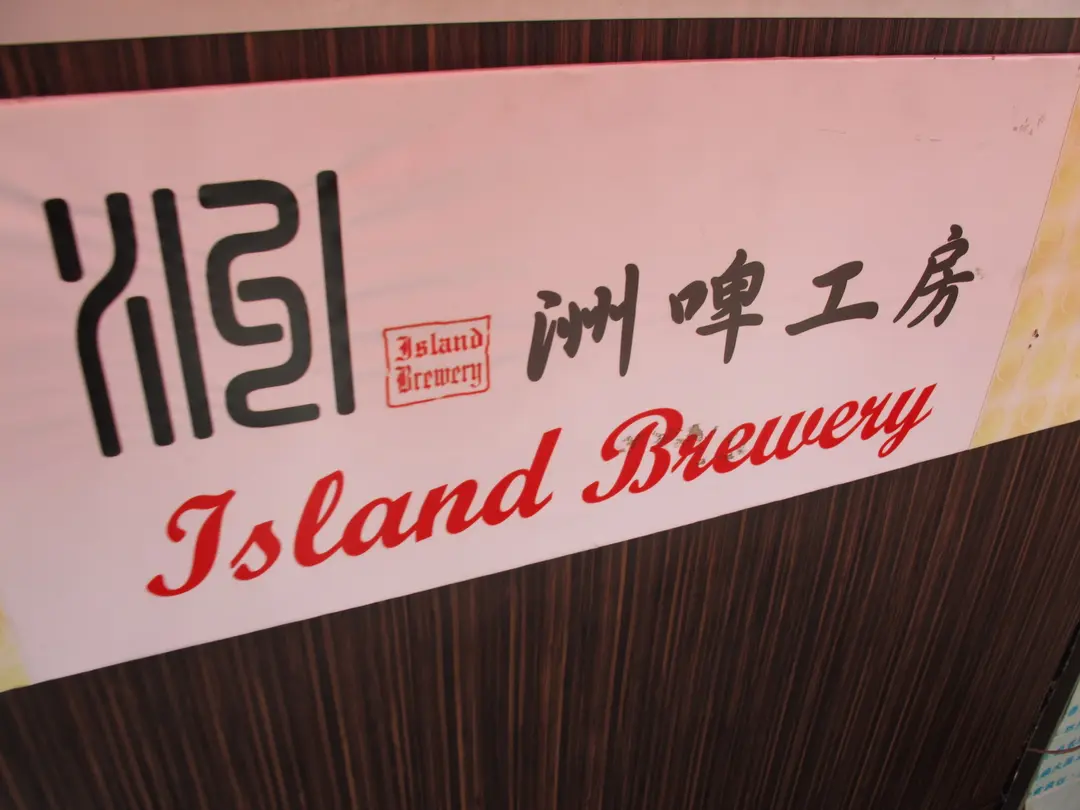 Island
Brewery
洲啤工房
Island Brewery